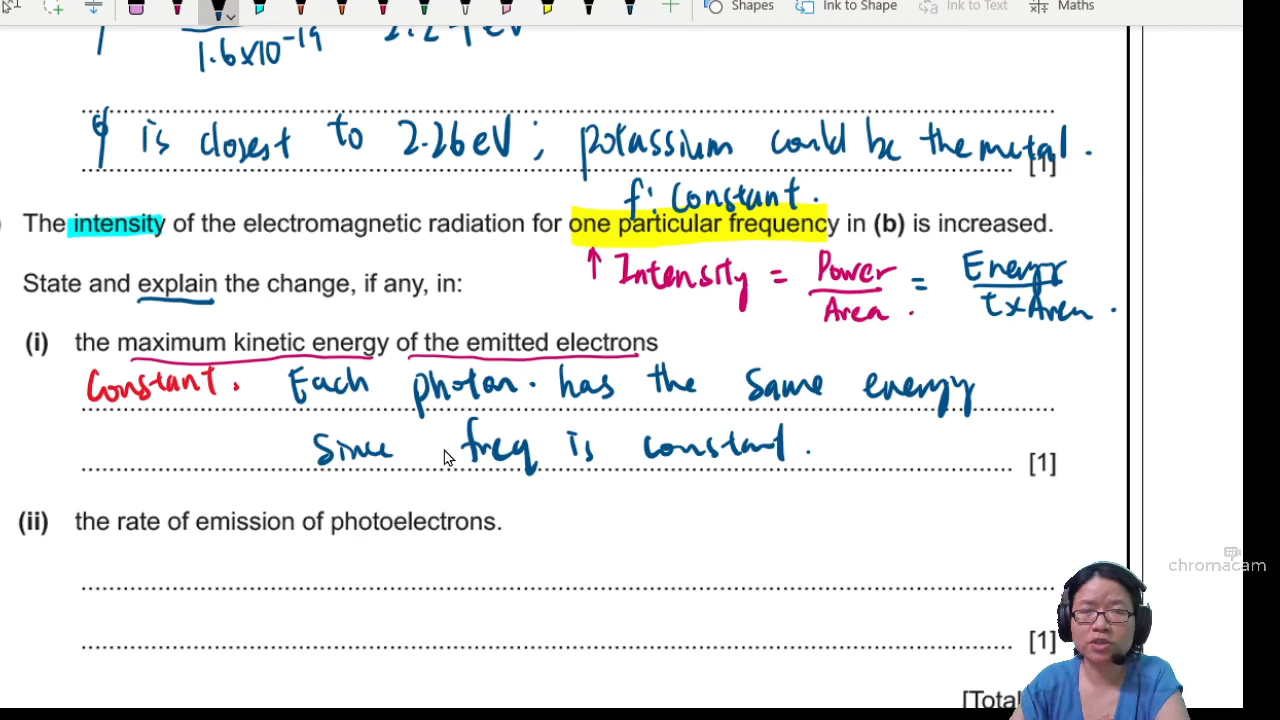 Shapes Ink to Shape Ink to Text Maths
1.6x10⁻¹⁹ eV
ϕ is closest to 2.26eV ; potassium could be the metal.
[1]
f: constant.
The intensity of the electromagnetic radiation for one particular frequency in (b) is increased.
↑ Intensity = Power / Area . = Energy / t x Area .
State and explain the change, if any, in:
(i) the maximum kinetic energy of the emitted electrons
Constant. Each photon. has the same energy
since freq is constant.
[1]
(ii) the rate of emission of photoelectrons.
chromacam
[1]
[Total